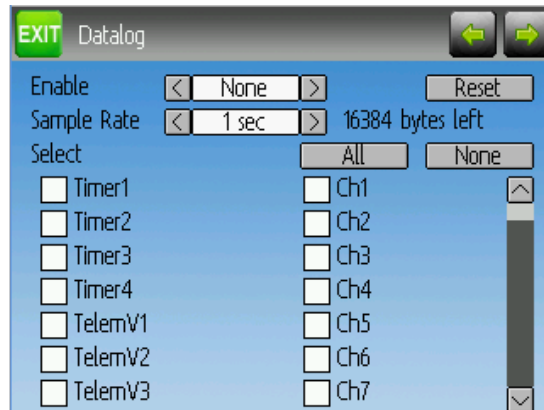 EXIT Datalog
Enable < None > Reset
Sample Rate < 1 sec > 16384 bytes left
Select All None
Timer1 Ch1
Timer2 Ch2
Timer3 Ch3
Timer4 Ch4
TelemV1 Ch5
TelemV2 Ch6
TelemV3 Ch7